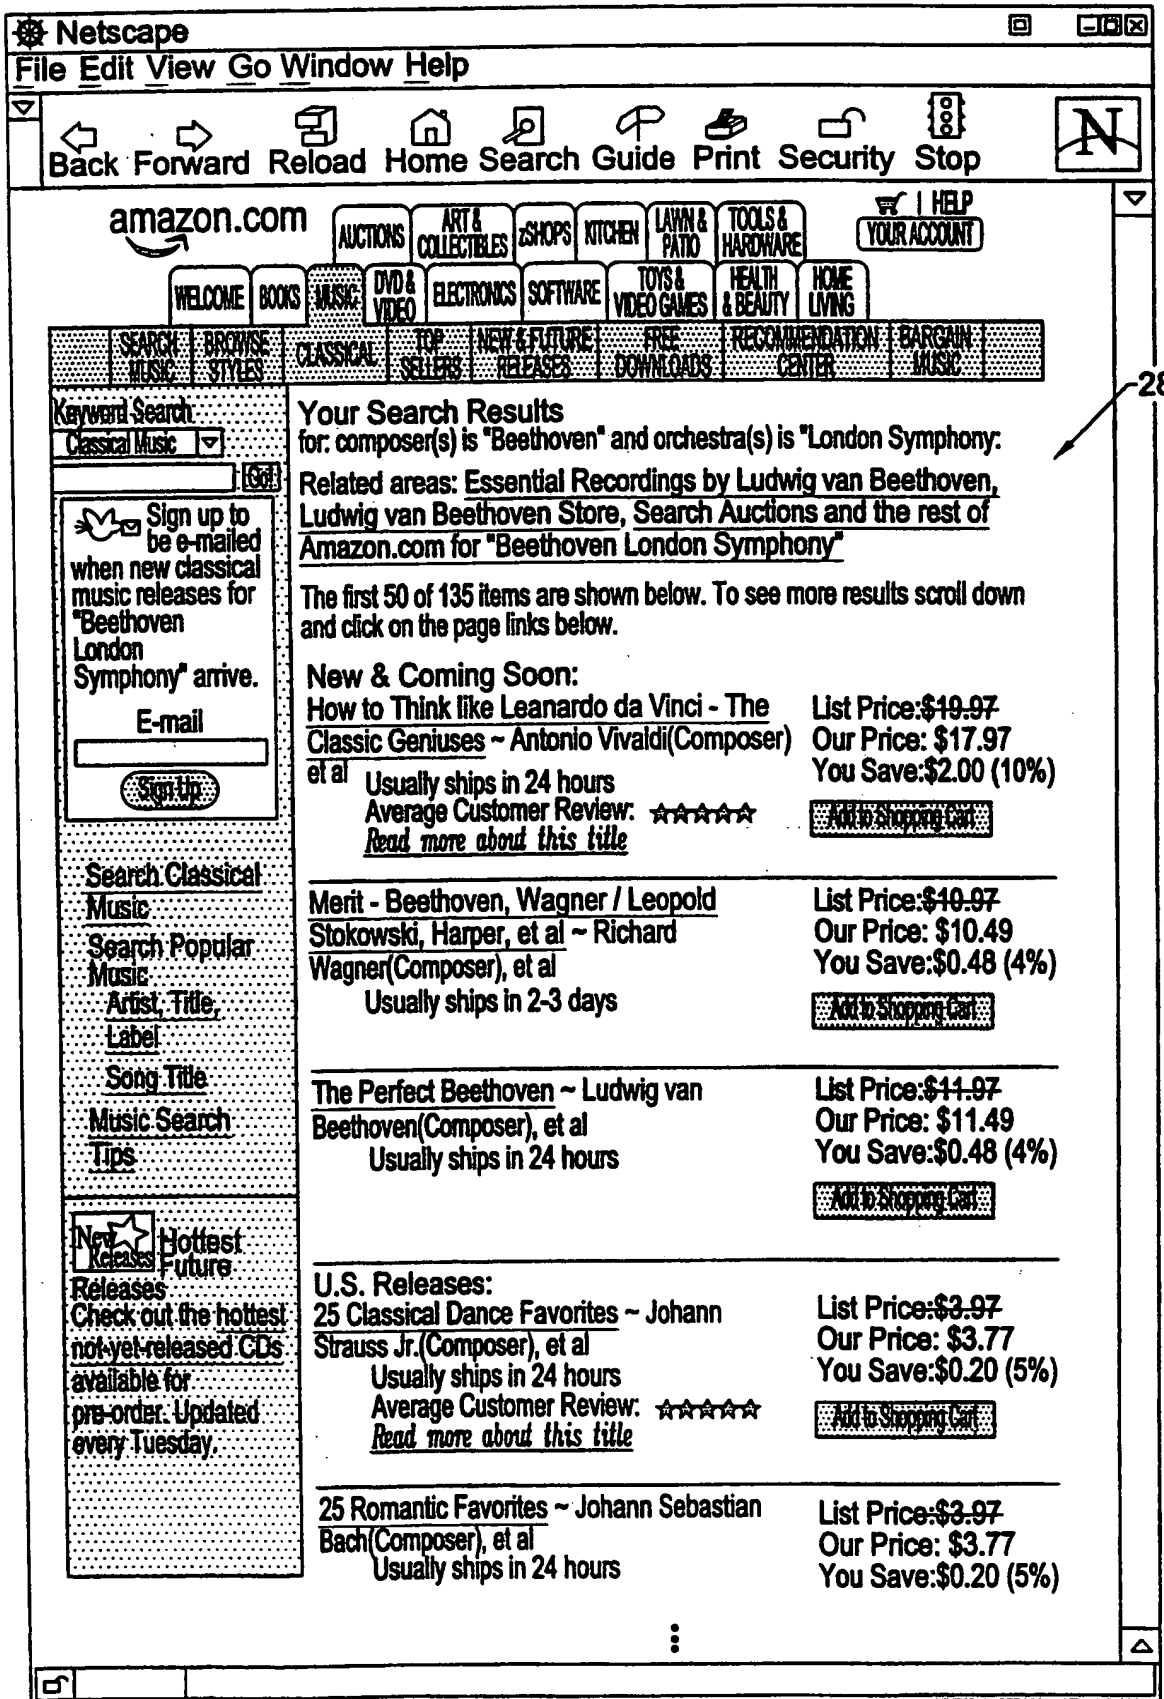 Netscape
File Edit View Go Window Help
Back Forward Reload Home Search Guide Print Security Stop
N
amazon.com
AUCTIONS ART & COLLECTIBLES zSHOPS KITCHEN LAWN & PATIO TOOLS & HARDWARE
| HELP
YOUR ACCOUNT
WELCOME BOOKS MUSIC DVD & VIDEO ELECTRONICS SOFTWARE TOYS & VIDEO GAMES HEALTH & BEAUTY HOME LIVING
SEARCH MUSIC BROWSE STYLES CLASSICAL TOP SELLERS NEW & FUTURE RELEASES FREE DOWNLOADS RECOMMENDATION CENTER BARGAIN MUSIC
28
Keyword Search
Classical Music
Go!
Sign up to
be e-mailed
when new classical
music releases for
"Beethoven
London
Symphony" arrive.
E-mail
Sign Up
Search Classical
Music
Search Popular
Music
Artist, Title,
Label
Song Title
Music Search
Tips
New
Releases
Hottest
Future
Releases
Check out the hottest
not-yet-released CDs
available for
pre-order. Updated
every Tuesday.
Your Search Results
for: composer(s) is "Beethoven" and orchestra(s) is "London Symphony:
Related areas: Essential Recordings by Ludwig van Beethoven,
Ludwig van Beethoven Store, Search Auctions and the rest of
Amazon.com for "Beethoven London Symphony"
The first 50 of 135 items are shown below. To see more results scroll down
and click on the page links below.
New & Coming Soon:
How to Think like Leanardo da Vinci - The
Classic Geniuses ~ Antonio Vivaldi(Composer)
et al
Usually ships in 24 hours
Average Customer Review: ☆☆☆☆☆
Read more about this title
List Price:$19.97
Our Price: $17.97
You Save:$2.00 (10%)
Add to Shopping Cart
Merit - Beethoven, Wagner / Leopold
Stokowski, Harper, et al ~ Richard
Wagner(Composer), et al
Usually ships in 2-3 days
List Price:$10.97
Our Price: $10.49
You Save:$0.48 (4%)
Add to Shopping Cart
The Perfect Beethoven ~ Ludwig van
Beethoven(Composer), et al
Usually ships in 24 hours
List Price:$11.97
Our Price: $11.49
You Save:$0.48 (4%)
Add to Shopping Cart
U.S. Releases:
25 Classical Dance Favorites ~ Johann
Strauss Jr.(Composer), et al
Usually ships in 24 hours
Average Customer Review: ☆☆☆☆☆
Read more about this title
List Price:$3.97
Our Price: $3.77
You Save:$0.20 (5%)
Add to Shopping Cart
25 Romantic Favorites ~ Johann Sebastian
Bach(Composer), et al
Usually ships in 24 hours
List Price:$3.97
Our Price: $3.77
You Save:$0.20 (5%)